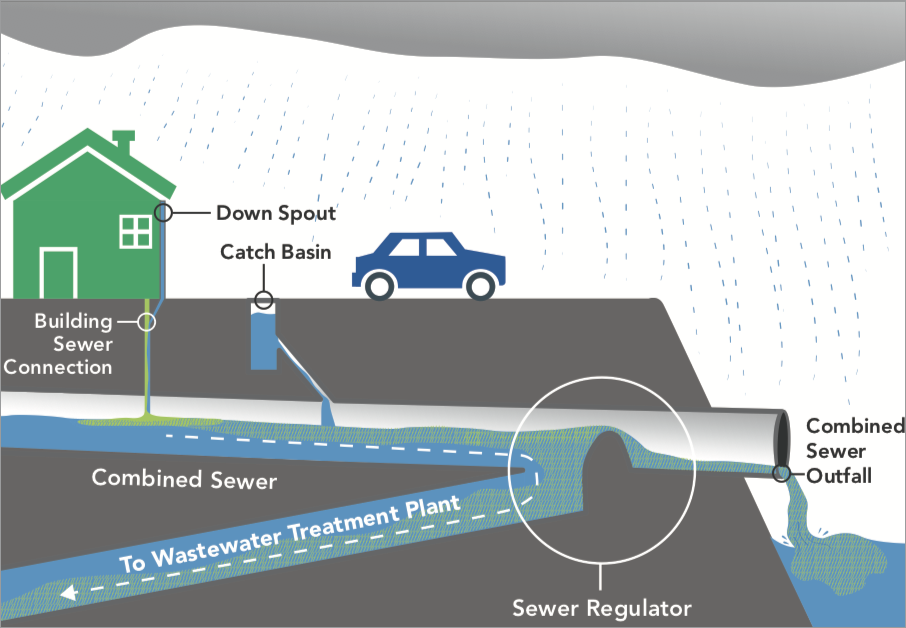 Down Spout
Catch Basin
Building
Sewer
Connection
Combined
Sewer
Outfall
Combined Sewer
To Wastewater Treatment Plant
Sewer Regulator